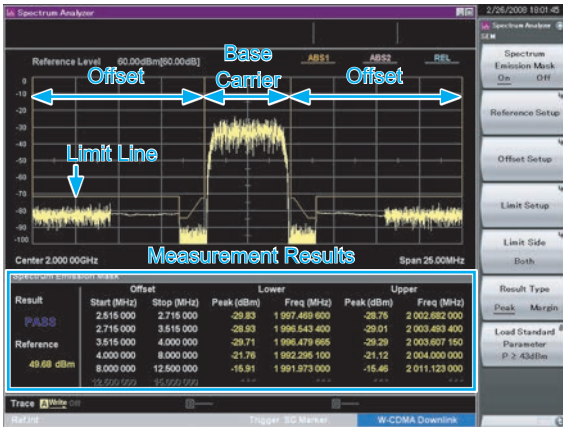 Spectrum Analyzer
2/26/2008 18:01:45
Spectrum Analyzer
SEM
Reference Level 60.00dBm[60.00dB]
ABS1 ABS2 REL
Offset
Base
Carrier
Offset
Limit Line
0
-10
-20
-30
-40
-50
-60
-70
-80
-90
-100
Center 2.000 00GHz
Measurement Results
Span 25.00MHz
Spectrum Emission Mask
Offset Lower Upper
Result Start (MHz) Stop (MHz) Peak (dBm) Freq (MHz) Peak (dBm) Freq (MHz)
PASS
Reference
49.68 dBm
2.515 000 2.715 000 -29.83 1 997.469 600 -28.75 2 002.682 000
2.715 000 3.515 000 -28.93 1 996.543 400 -29.01 2 003.493 400
3.515 000 4.000 000 -29.71 1 996.479 665 -29.29 2 003.607 150
4.000 000 8.000 000 -21.76 1 992.295 100 -21.12 2 004.000 000
8.000 000 12.500 000 -15.91 1 991.973 000 -15.46 2 011.123 000
12.500 000 15.000 000 *** *** *** ***
Trace A Write Off
Ref.Int Trigger SG Marker W-CDMA Downlink
Spectrum
Emission Mask
On Off
Reference Setup
Offset Setup
Limit Setup
Limit Side
Both
Result Type
Peak Margin
Load Standard
Parameter
P ≥ 43dBm